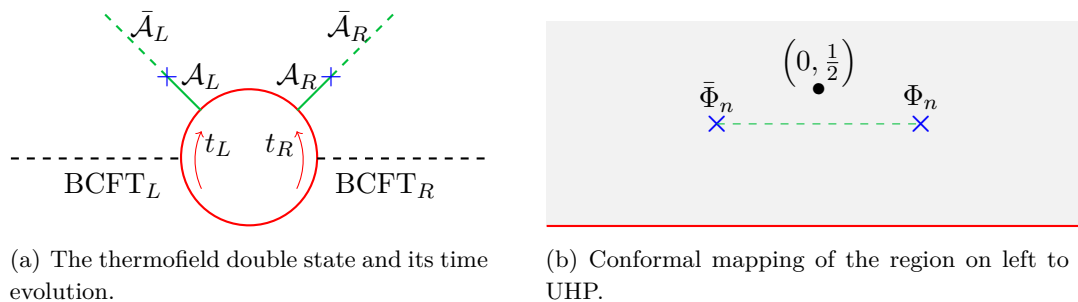 𝒜̄_L 𝒜̄_R
𝒜_L 𝒜_R
t_L t_R
BCFT_L BCFT_R
(0, 1/2)
Φ̄_n Φ_n
(a) The thermofield double state and its time
evolution.
(b) Conformal mapping of the region on left to
UHP.